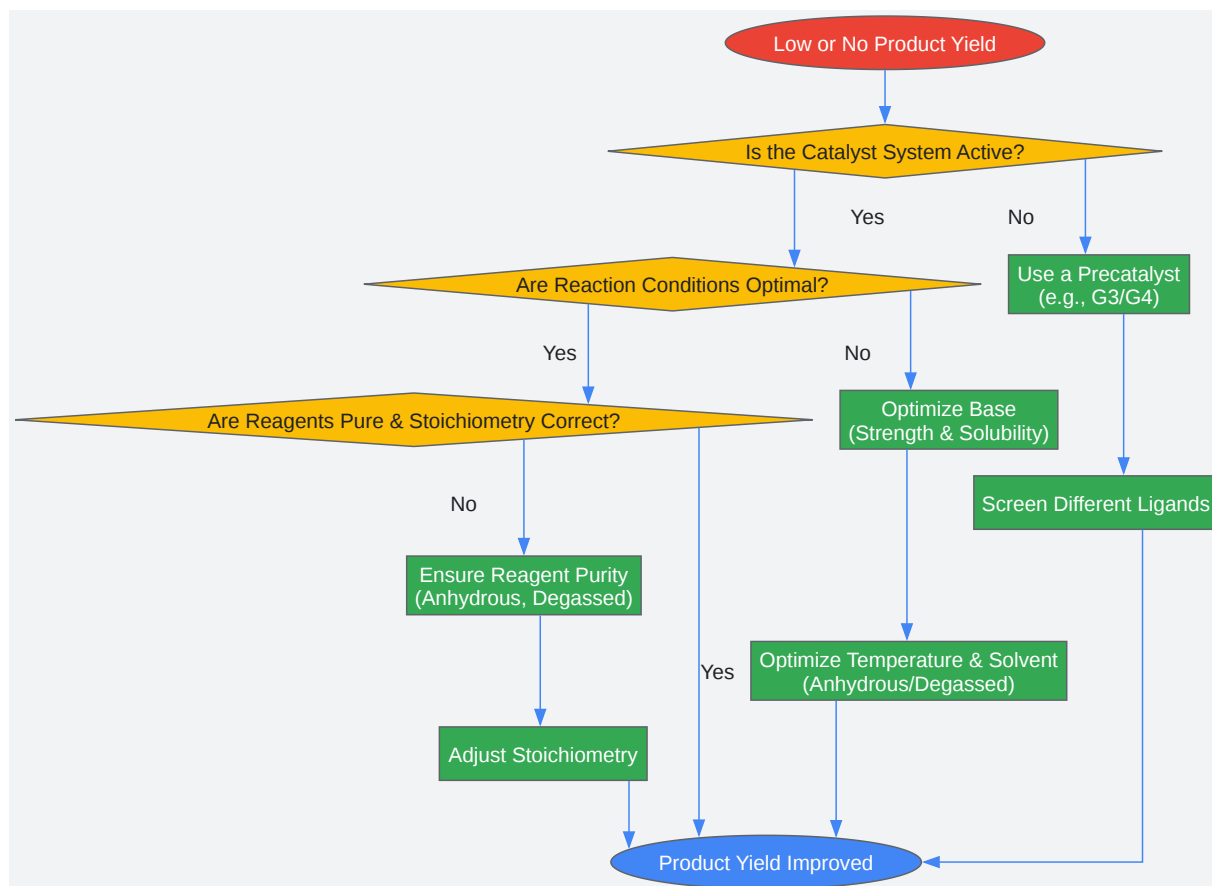 Low or No Product Yield
Is the Catalyst System Active?
Yes
No
Use a Precatalyst
(e.g., G3/G4)
Are Reaction Conditions Optimal?
Yes
No
Optimize Base
(Strength & Solubility)
Are Reagents Pure & Stoichiometry Correct?
No
Screen Different Ligands
Ensure Reagent Purity
(Anhydrous, Degassed)
Yes
Optimize Temperature & Solvent
(Anhydrous/Degassed)
Adjust Stoichiometry
Product Yield Improved